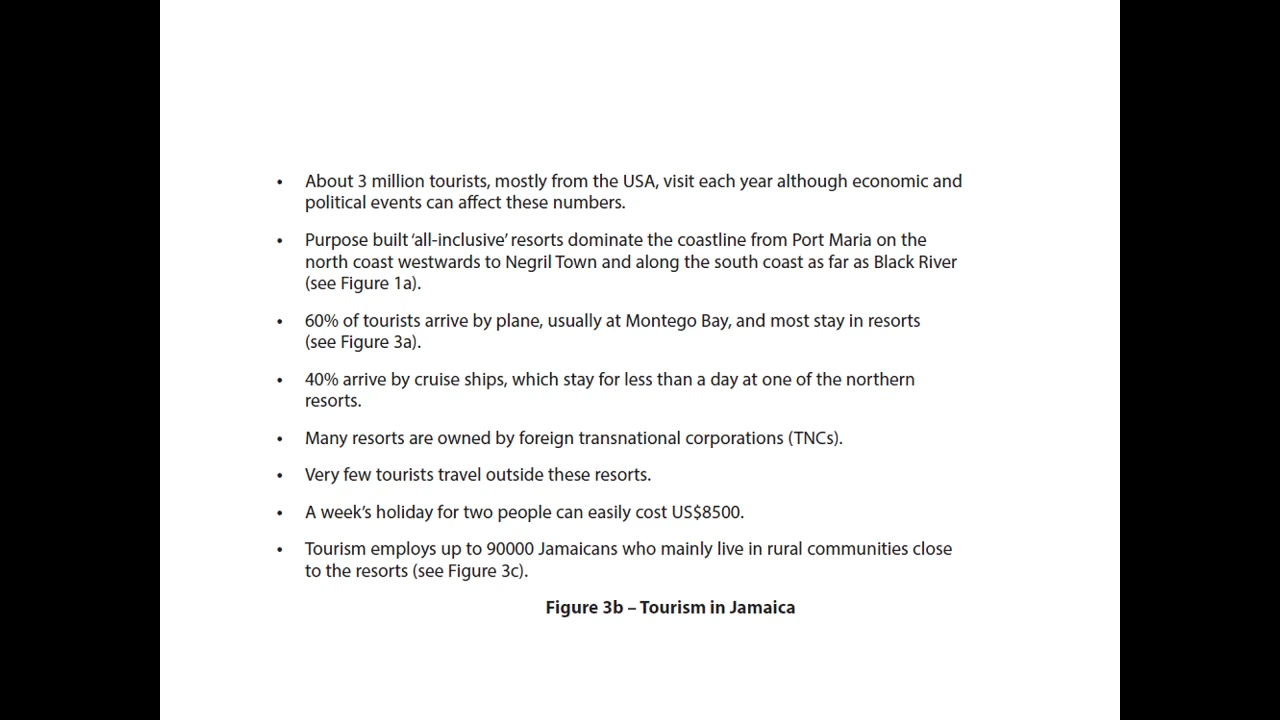 • About 3 million tourists, mostly from the USA, visit each year although economic and
political events can affect these numbers.
• Purpose built ‘all-inclusive’ resorts dominate the coastline from Port Maria on the
north coast westwards to Negril Town and along the south coast as far as Black River
(see Figure 1a).
• 60% of tourists arrive by plane, usually at Montego Bay, and most stay in resorts
(see Figure 3a).
• 40% arrive by cruise ships, which stay for less than a day at one of the northern
resorts.
• Many resorts are owned by foreign transnational corporations (TNCs).
• Very few tourists travel outside these resorts.
• A week’s holiday for two people can easily cost US$8500.
• Tourism employs up to 90000 Jamaicans who mainly live in rural communities close
to the resorts (see Figure 3c).
Figure 3b – Tourism in Jamaica